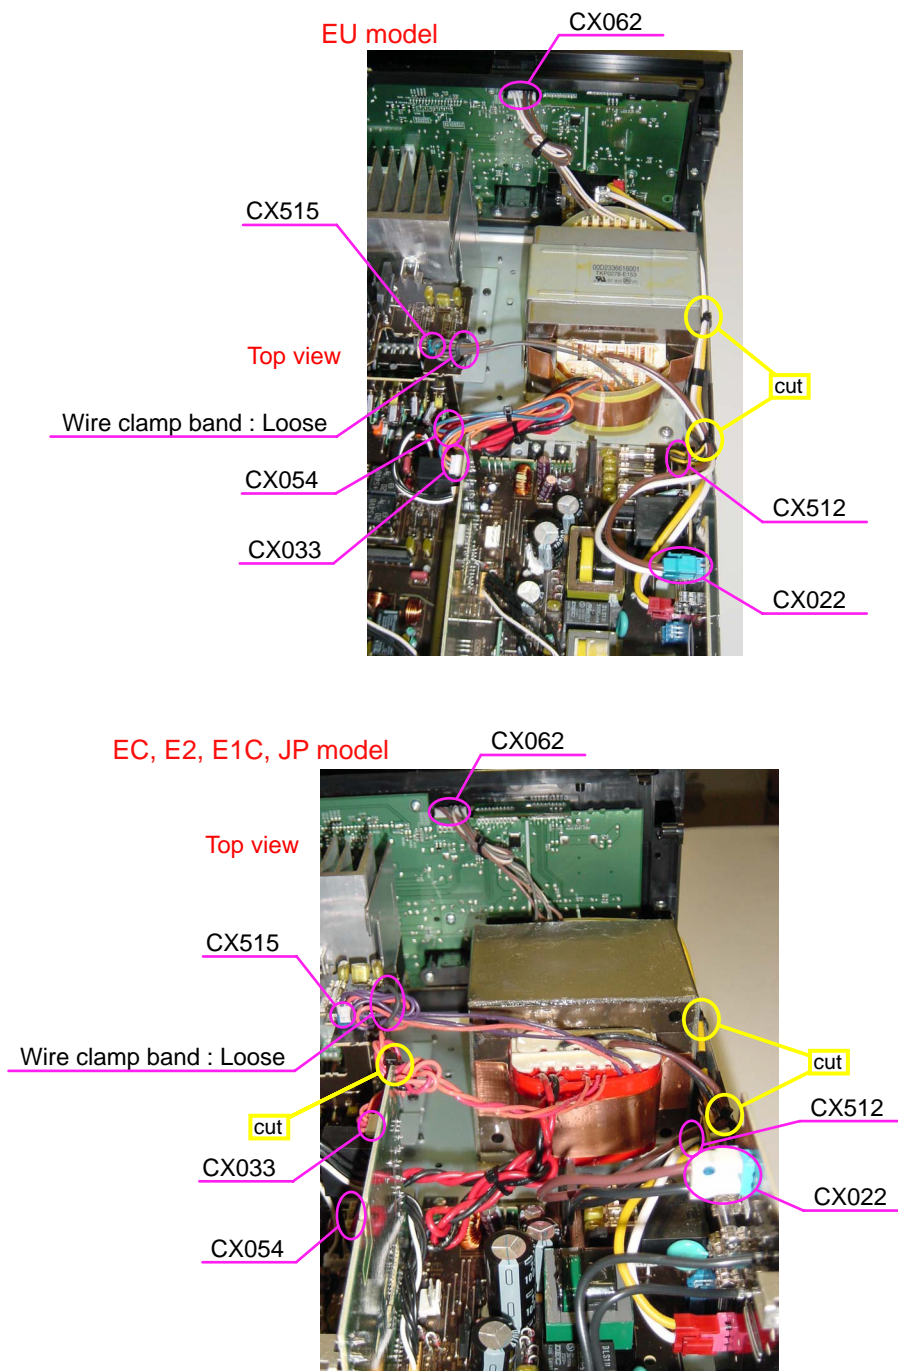 CX062
EU model
CX515
Top view
cut
Wire clamp band : Loose
CX054
CX512
CX033
CX022
00D2336616001
EC, E2, E1C, JP model
CX062
Top view
CX515
Wire clamp band : Loose
cut
CX512
cut
CX033
CX022
CX054